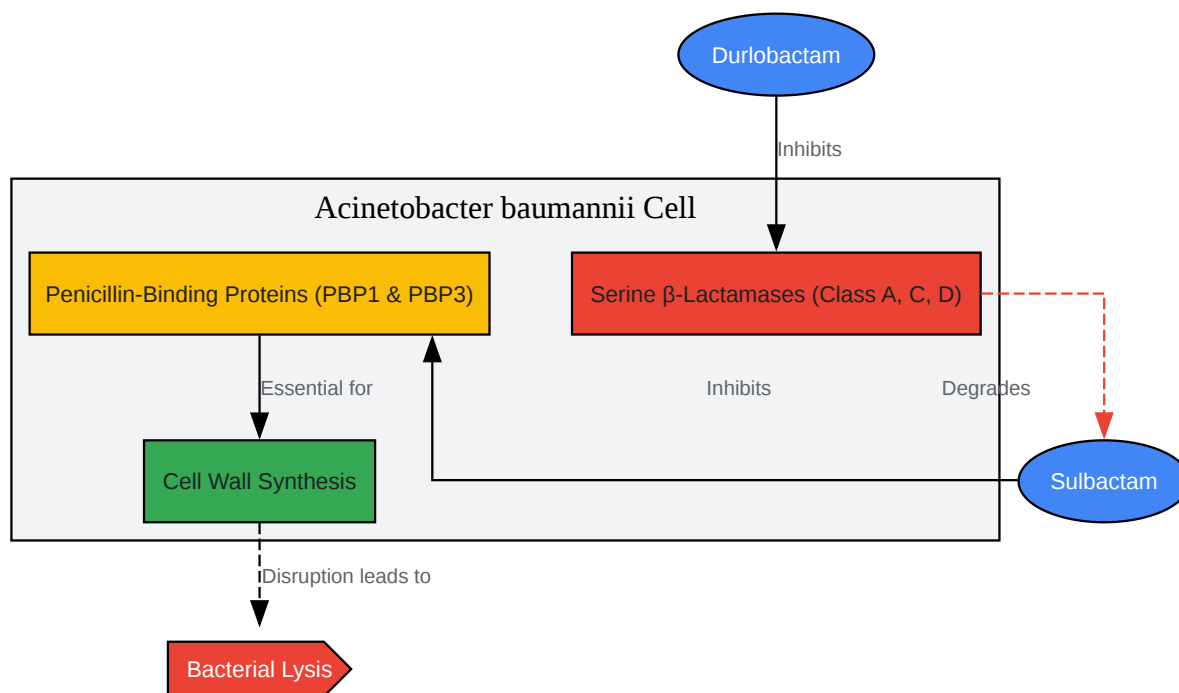 Durlobactam
Inhibits
Acinetobacter baumannii Cell
Penicillin-Binding Proteins (PBP1 & PBP3)
Serine β-Lactamases (Class A, C, D)
Essential for
Inhibits
Degrades
Cell Wall Synthesis
Sulbactam
Disruption leads to
Bacterial Lysis